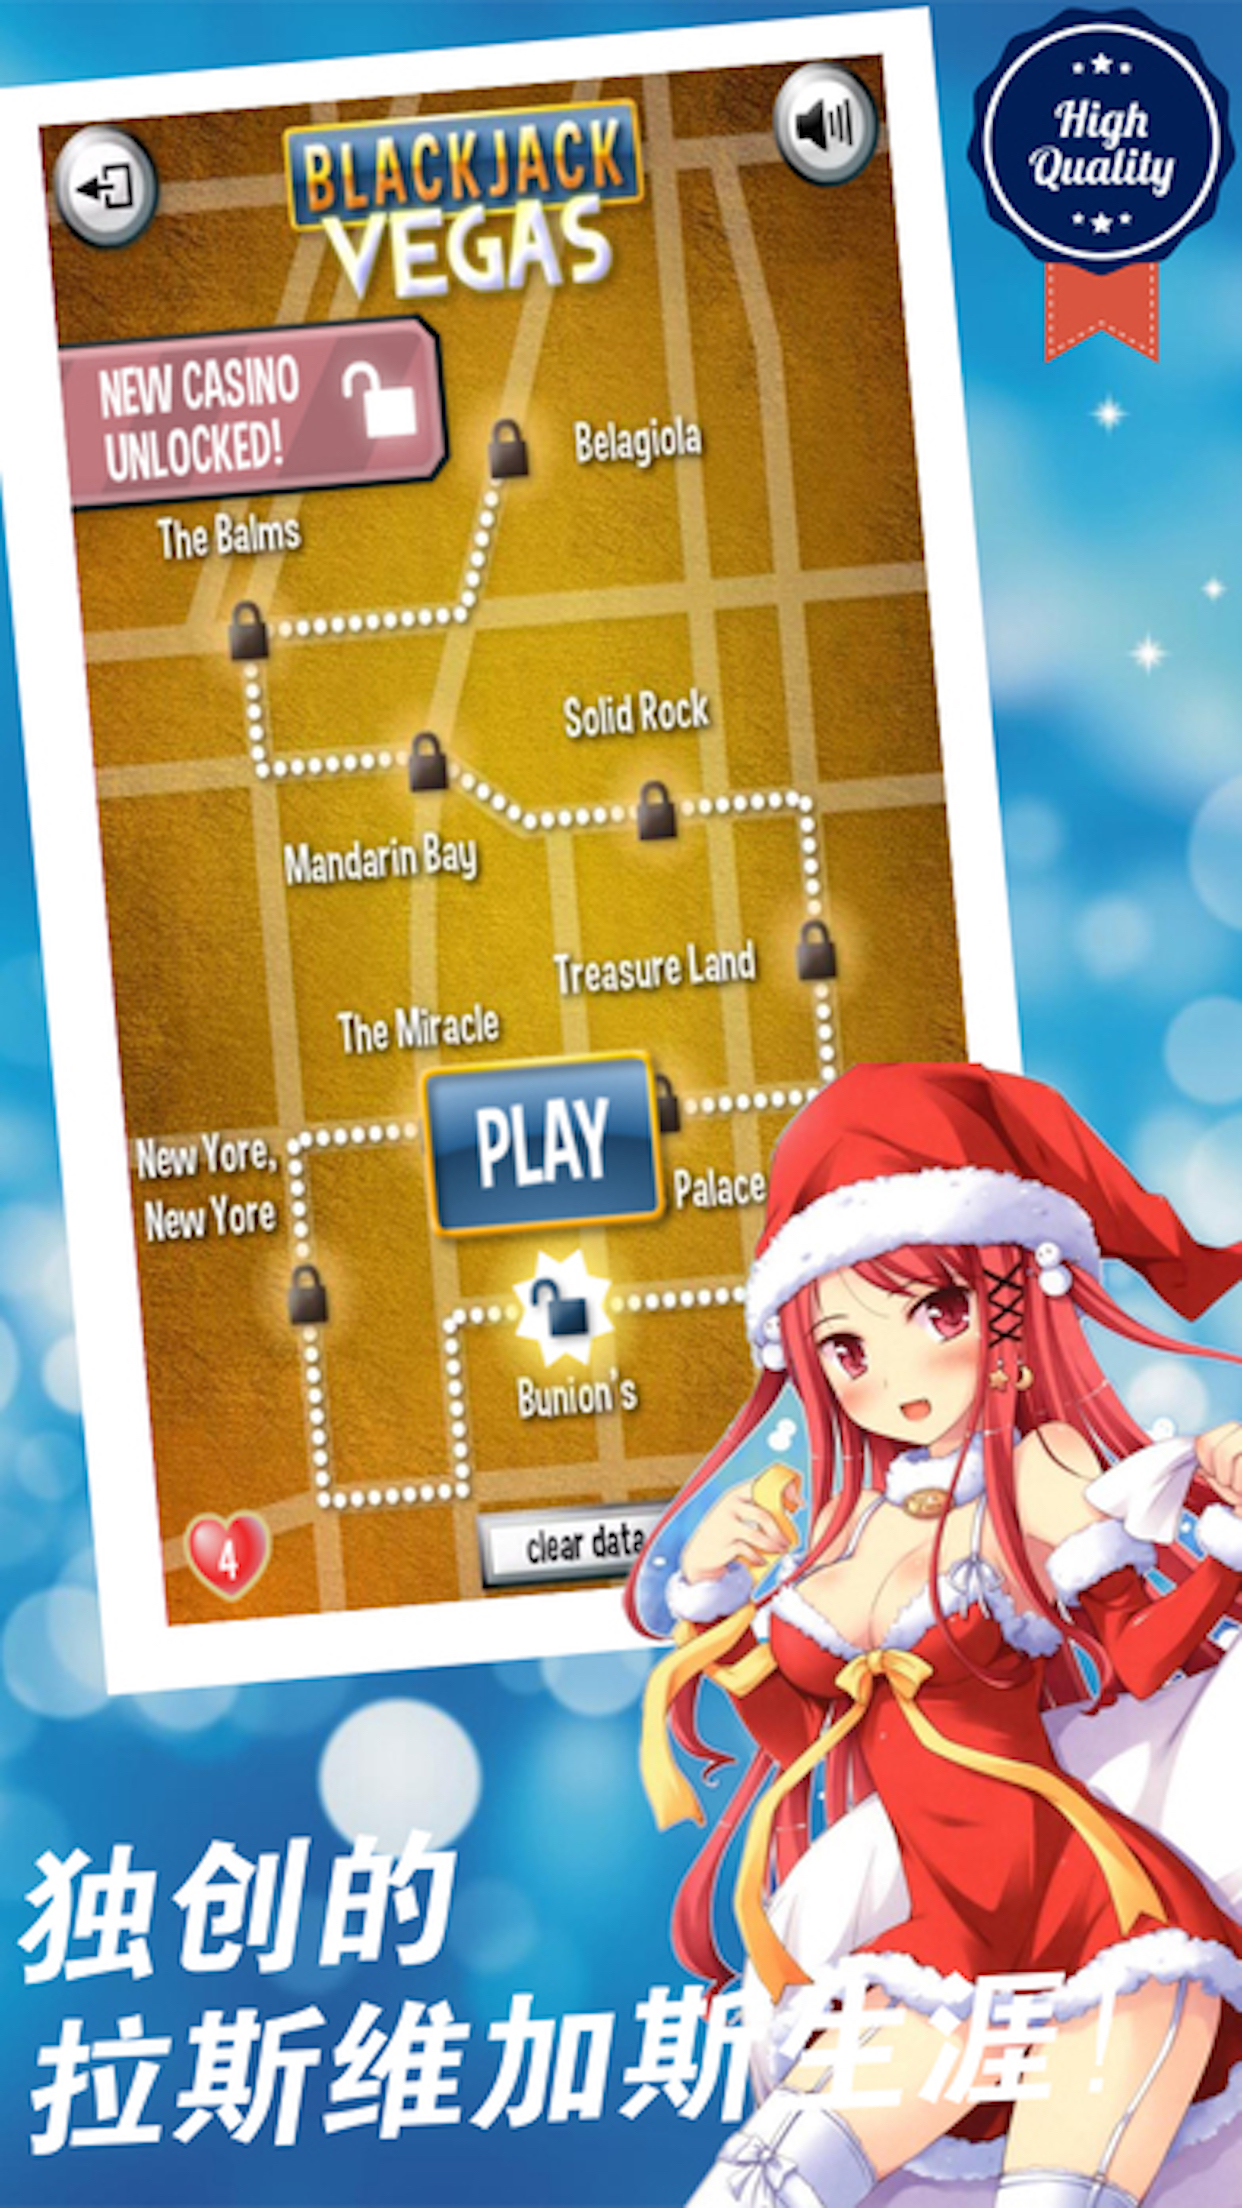 High
Quality
BLACKJACK
VEGAS
NEW CASINO
UNLOCKED!
Belagiola
The Balms
Solid Rock
Mandarin Bay
Treasure Land
The Miracle
PLAY
New Yore,
New Yore
Palace
Bunion's
4
clear data
独创的
拉斯维加斯生涯!